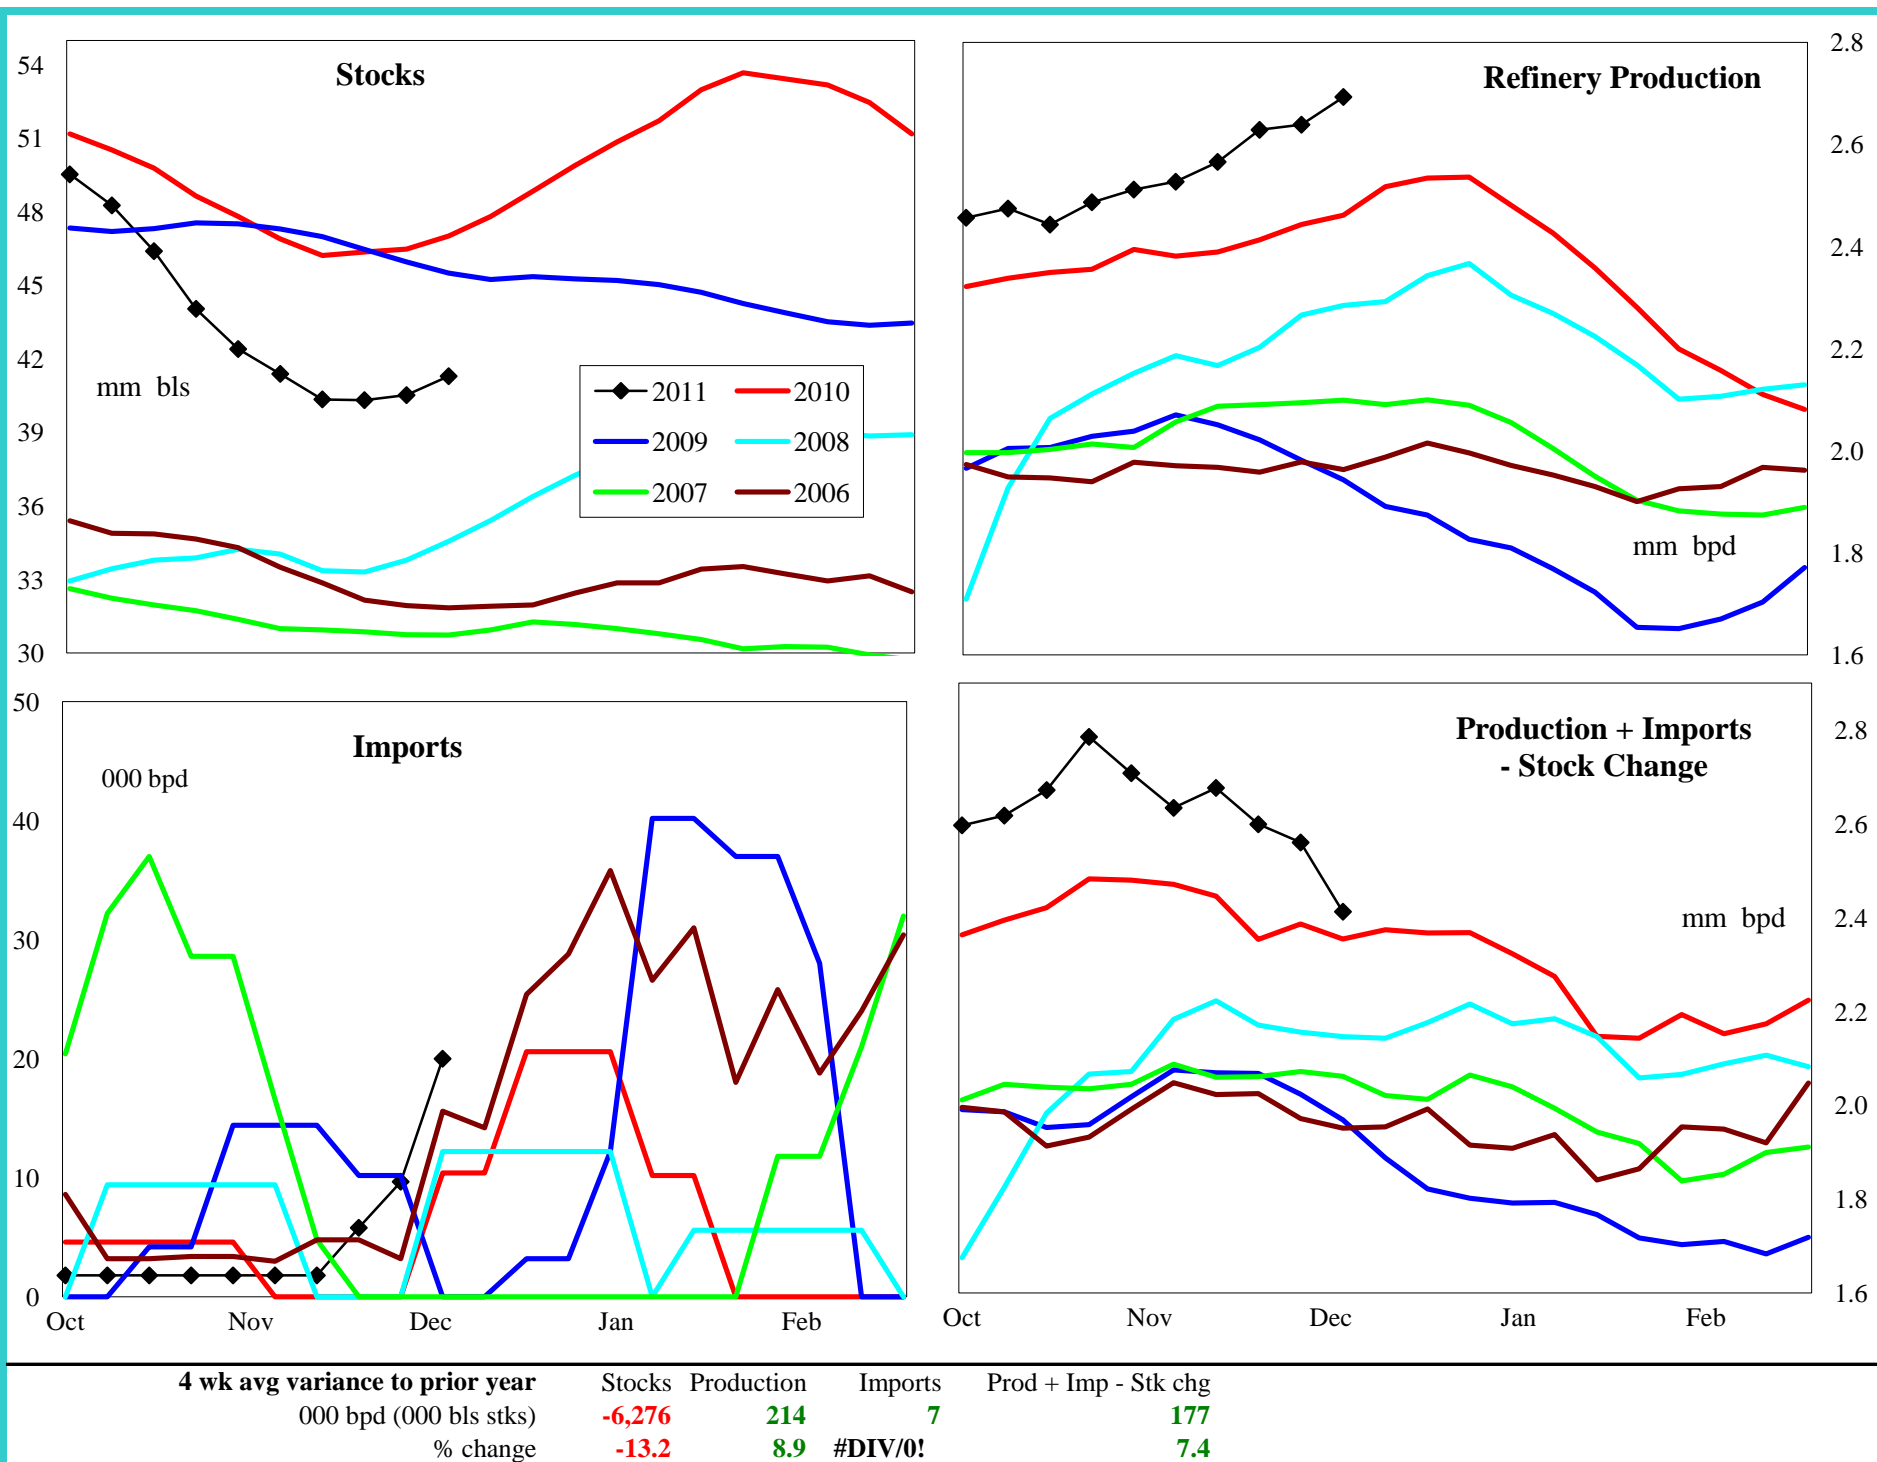 Stocks
54
51
48
45
42
39
36
33
30
mm bls
2011
2010
2009
2008
2007
2006
Refinery Production
2.8
2.6
2.4
2.2
2.0
1.8
1.6
mm bpd
Imports
000 bpd
50
40
30
20
10
0
Oct Nov Dec Jan Feb
Production + Imports
- Stock Change
mm bpd
2.8
2.6
2.4
2.2
2.0
1.8
1.6
Oct Nov Dec Jan Feb
4 wk avg variance to prior year Stocks Production Imports Prod + Imp - Stk chg
000 bpd (000 bls stks) -6,276 214 7 177
% change -13.2 8.9 #DIV/0! 7.4